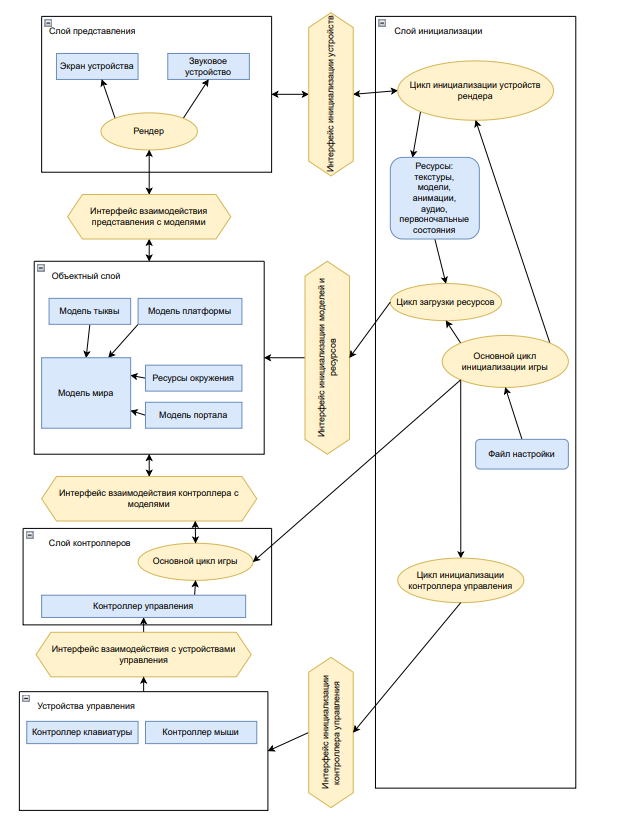 Слой представления
Экран устройства
Звуковое
устройство
Рендер
Интерфейс инициализации устройств
Слой инициализации
Цикл инициализации устройств
рендера
Ресурсы:
текстуры,
модели,
анимации,
аудио,
первоночальные
состояния
Интерфейс взаимодействия
представления с моделями
Объектный слой
Модель тыквы
Модель платформы
Модель мира
Ресурсы окружения
Модель портала
Интерфейс инициализации моделей и
ресурсов
Цикл загрузки ресурсов
Основной цикл
инициализации игры
Файл настройки
Интерфейс взаимодействия контроллера с
моделями
Слой контроллеров
Основной цикл игры
Контроллер управления
Цикл инициализации
контроллера управления
Интерфейс взаимодействия с устройствами
управления
Интерфейс инициализации
контроллера управления
Устройства управления
Контроллер клавиатуры
Контроллер мыши